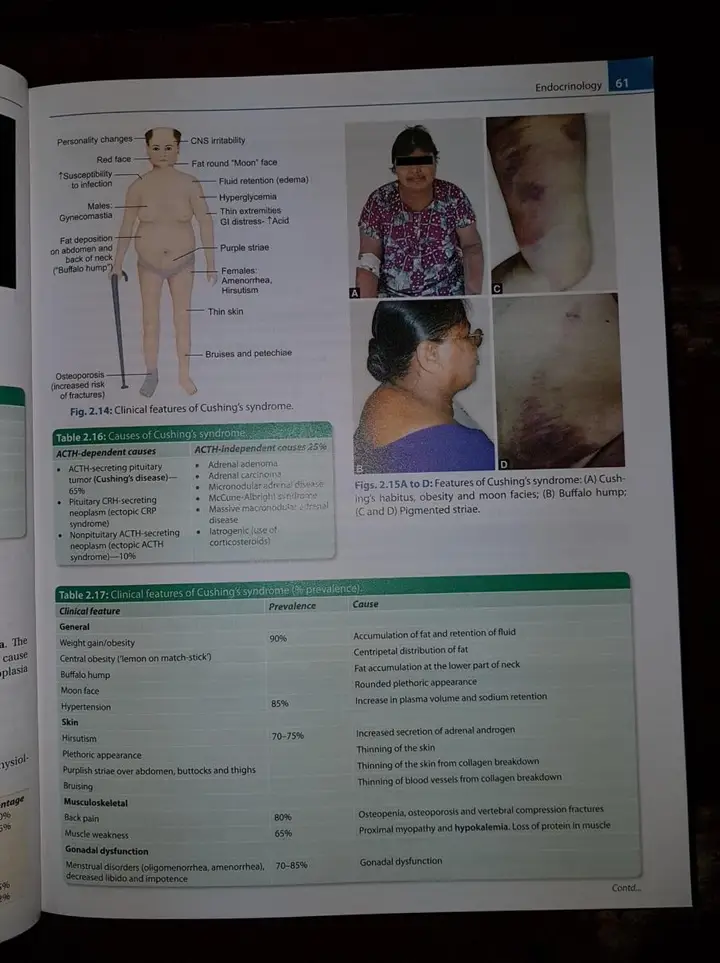 Endocrinology 61
Personality changes
Red face
↑Susceptibility
to infection
Males:
Gynecomastia
Fat deposition
on abdomen and
back of neck
("Buffalo hump")
Osteoporosis
(increased risk
of fractures)
CNS irritability
Fat round "Moon" face
Fluid retention (edema)
Hyperglycemia
Thin extremities
GI distress- ↑Acid
Purple striae
Females:
Amenorrhea,
Hirsutism
Thin skin
Bruises and petechiae
Fig. 2.14: Clinical features of Cushing's syndrome.
A
C
B
D
Figs. 2.15A to D: Features of Cushing's syndrome: (A) Cush-
ing's habitus, obesity and moon facies; (B) Buffalo hump;
(C and D) Pigmented striae.
Table 2.16: Causes of Cushing's syndrome
ACTH-dependent causes
• ACTH-secreting pituitary
tumor (Cushing's disease)—
65%
• Pituitary CRH-secreting
neoplasm (ectopic CRP
syndrome)
• Nonpituitary ACTH-secreting
neoplasm (ectopic ACTH
syndrome)—10%
ACTH-independent causes 25%
• Adrenal adenoma
• Adrenal carcinoma
• Micronodular adrenal disease
• McCune-Albright syndrome
• Massive macronodular adrenal
disease
• Iatrogenic (use of
corticosteroids)
Table 2.17: Clinical features of Cushing's syndrome (% prevalence)
Clinical feature Prevalence Cause
General
Weight gain/obesity 90% Accumulation of fat and retention of fluid
Central obesity ('lemon on match-stick') Centripetal distribution of fat
Buffalo hump Fat accumulation at the lower part of neck
Moon face Rounded plethoric appearance
Hypertension 85% Increase in plasma volume and sodium retention
Skin
Hirsutism 70–75% Increased secretion of adrenal androgen
Plethoric appearance Thinning of the skin
Purplish striae over abdomen, buttocks and thighs Thinning of the skin from collagen breakdown
Bruising Thinning of blood vessels from collagen breakdown
Musculoskeletal
Back pain 80% Osteopenia, osteoporosis and vertebral compression fractures
Muscle weakness 65% Proximal myopathy and hypokalemia. Loss of protein in muscle
Gonadal dysfunction
Menstrual disorders (oligomenorrhea, amenorrhea), 70–85% Gonadal dysfunction
decreased libido and impotence
Contd...
a. The
cause
plasia
hysiol-
ntage